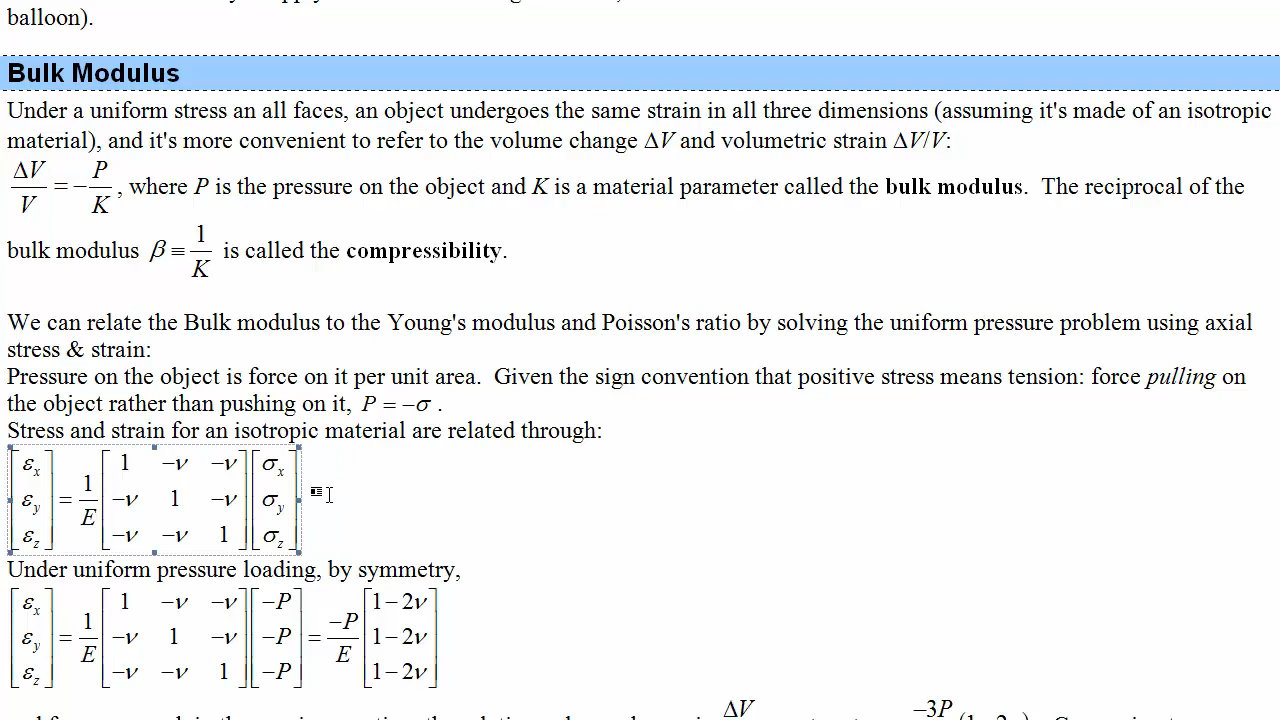 balloon).
Bulk Modulus
Under a uniform stress an all faces, an object undergoes the same strain in all three dimensions (assuming it's made of an isotropic
material), and it's more convenient to refer to the volume change ΔV and volumetric strain ΔV/V:
ΔV/V = −P/K, where P is the pressure on the object and K is a material parameter called the bulk modulus. The reciprocal of the
bulk modulus β ≡ 1/K is called the compressibility.
We can relate the Bulk modulus to the Young's modulus and Poisson's ratio by solving the uniform pressure problem using axial
stress & strain:
Pressure on the object is force on it per unit area. Given the sign convention that positive stress means tension: force pulling on
the object rather than pushing on it, P = −σ .
Stress and strain for an isotropic material are related through:
[εx εy εz] = 1/E [1 −ν −ν; −ν 1 −ν; −ν −ν 1] [σx σy σz]
Under uniform pressure loading, by symmetry,
[εx εy εz] = 1/E [1 −ν −ν; −ν 1 −ν; −ν −ν 1] [−P −P −P] = −P/E [1−2ν 1−2ν 1−2ν]
ΔV −3P